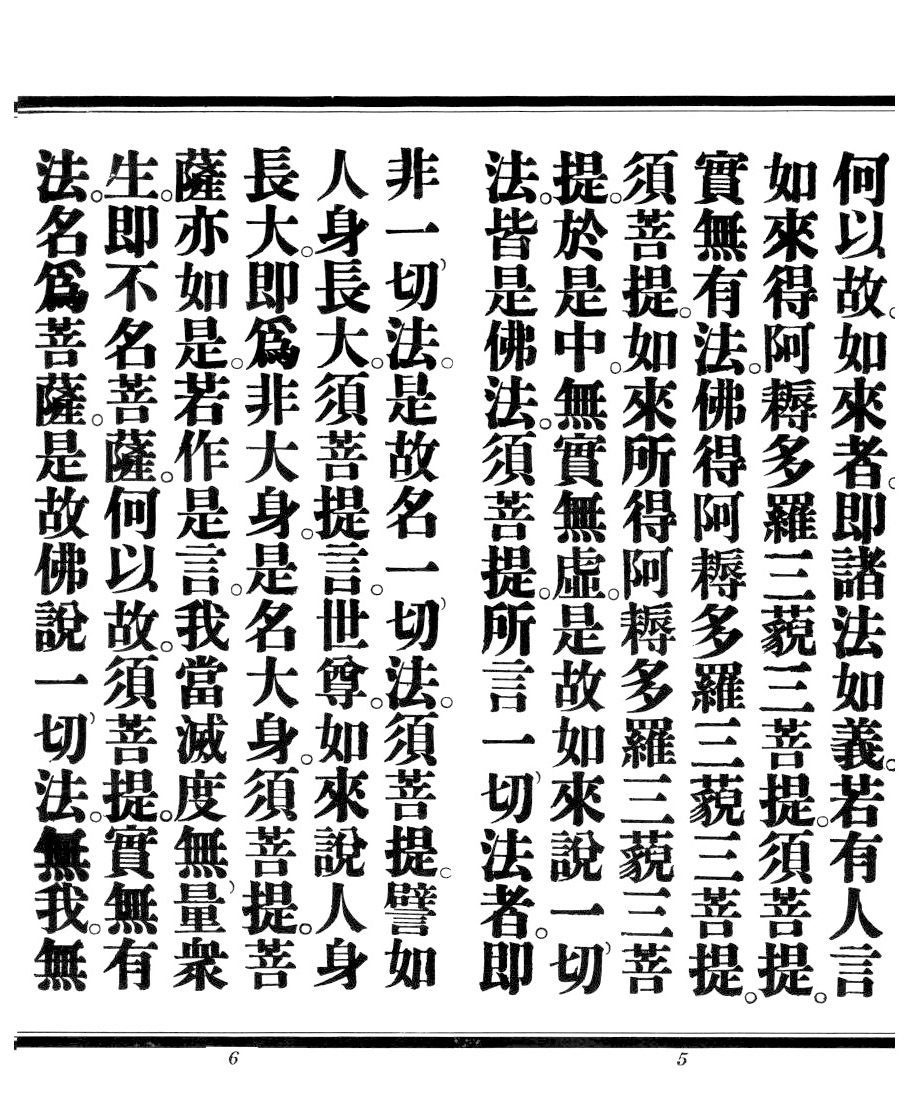 何以故。如來者。即諸法如義。若有人言
如來得阿耨多羅三藐三菩提。須菩提。
實無有法。佛得阿耨多羅三藐三菩提。
須菩提。如來所得阿耨多羅三藐三菩
提。於是中。無實無虛。是故如來說一切
法。皆是佛法。須菩提。所言一切法者。即
非一切法。是故名一切法。須菩提。譬如
人身長大。須菩提言。世尊。如來說人身
長大。即爲非大身。是名大身。須菩提。菩
薩亦如是。若作是言。我當滅度無量衆
生。即不名菩薩。何以故。須菩提。實無有
法。名爲菩薩。是故佛說一切法。無我。無
5
6